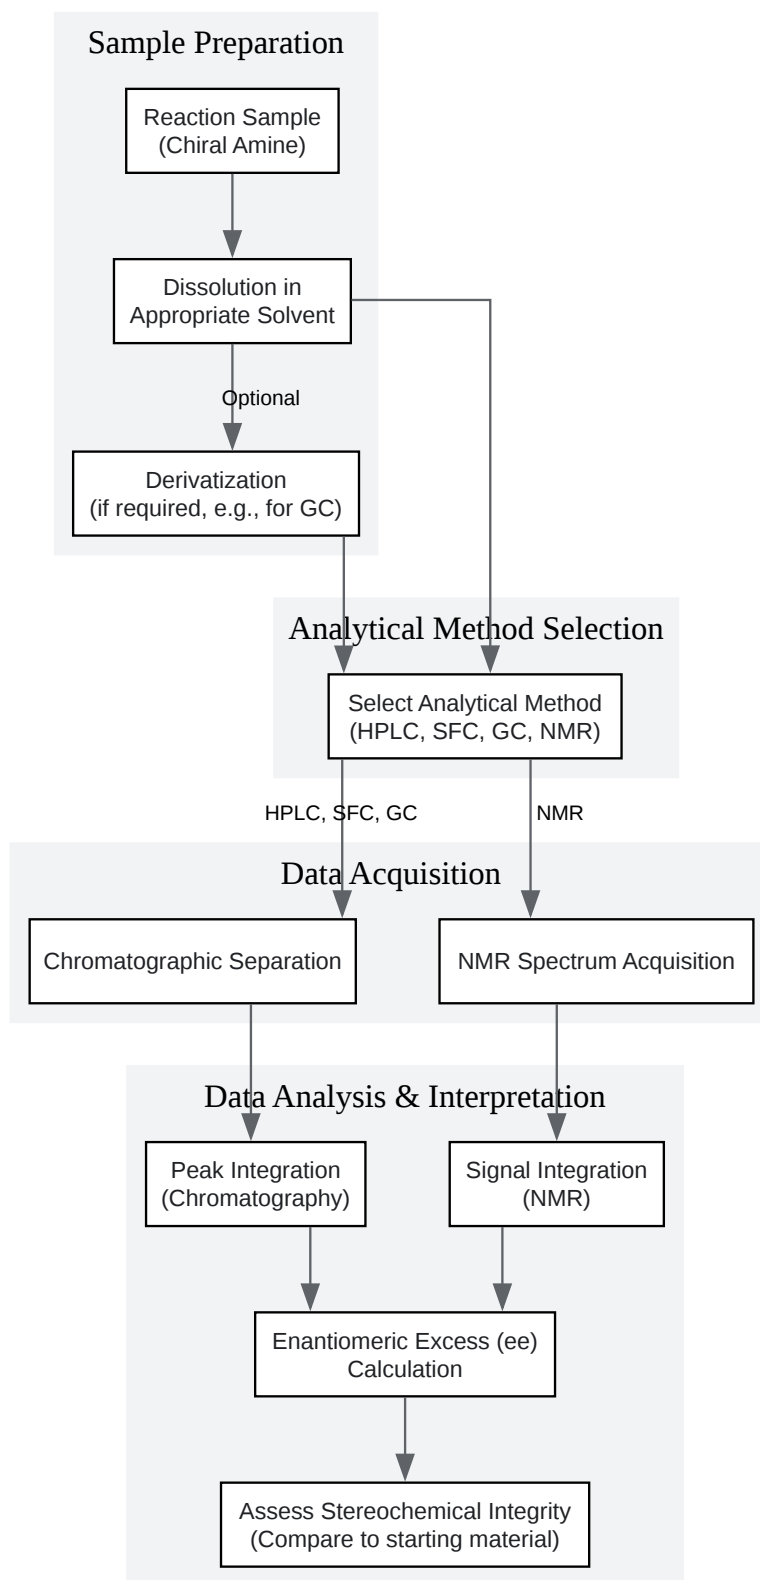 Sample Preparation
Reaction Sample
(Chiral Amine)
Dissolution in
Appropriate Solvent
Optional
Derivatization
(if required, e.g., for GC)
Analytical Method Selection
Select Analytical Method
(HPLC, SFC, GC, NMR)
HPLC, SFC, GC
NMR
Data Acquisition
Chromatographic Separation
NMR Spectrum Acquisition
Data Analysis & Interpretation
Peak Integration
(Chromatography)
Signal Integration
(NMR)
Enantiomeric Excess (ee)
Calculation
Assess Stereochemical Integrity
(Compare to starting material)